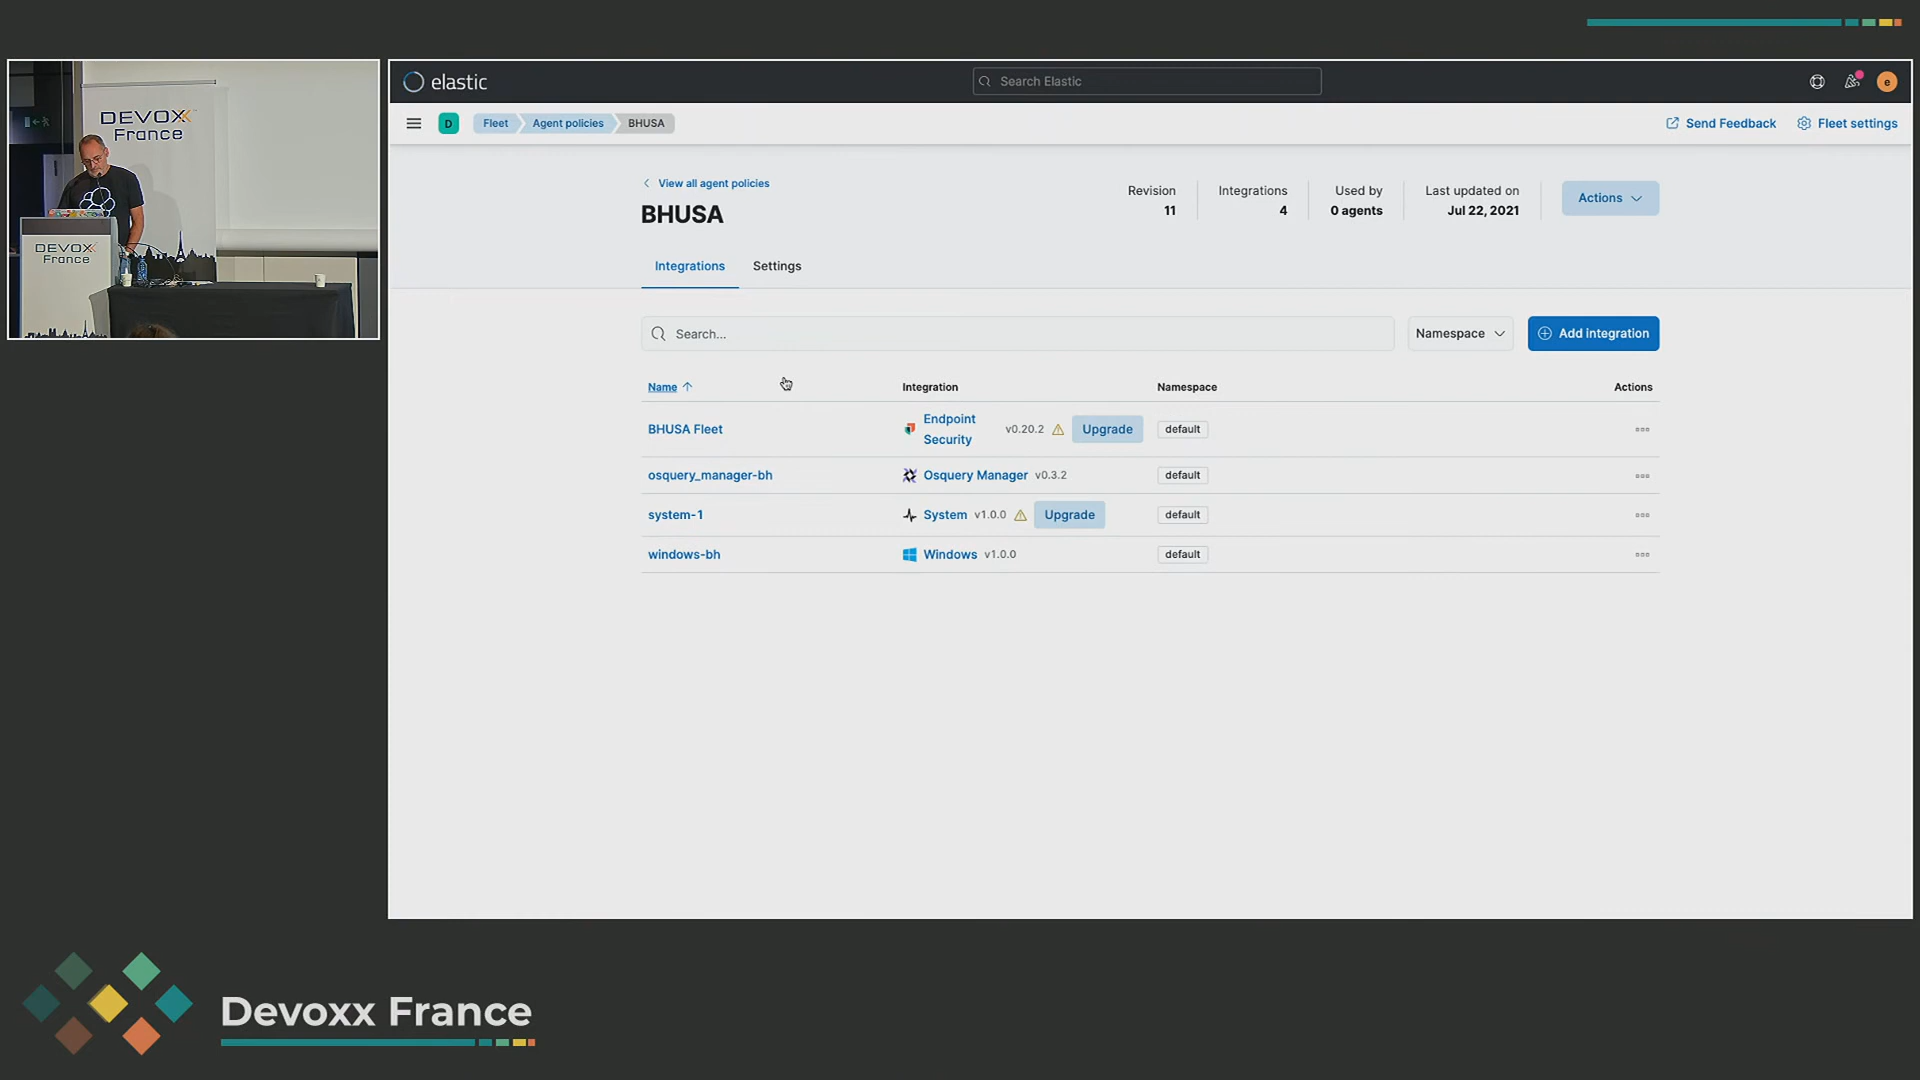 DEVOXX
France
DEVOXX
France
elastic
Search Elastic
e
D
Fleet
Agent policies
BHUSA
Send Feedback
Fleet settings
View all agent policies
BHUSA
Revision
11
Integrations
4
Used by
0 agents
Last updated on
Jul 22, 2021
Actions
Integrations
Settings
Search...
Namespace
Add integration
Name
Integration
Namespace
Actions
BHUSA Fleet
Endpoint
Security
v0.20.2
Upgrade
default
osquery_manager-bh
Osquery Manager
v0.3.2
default
system-1
System
v1.0.0
Upgrade
default
windows-bh
Windows
v1.0.0
default
Devoxx France